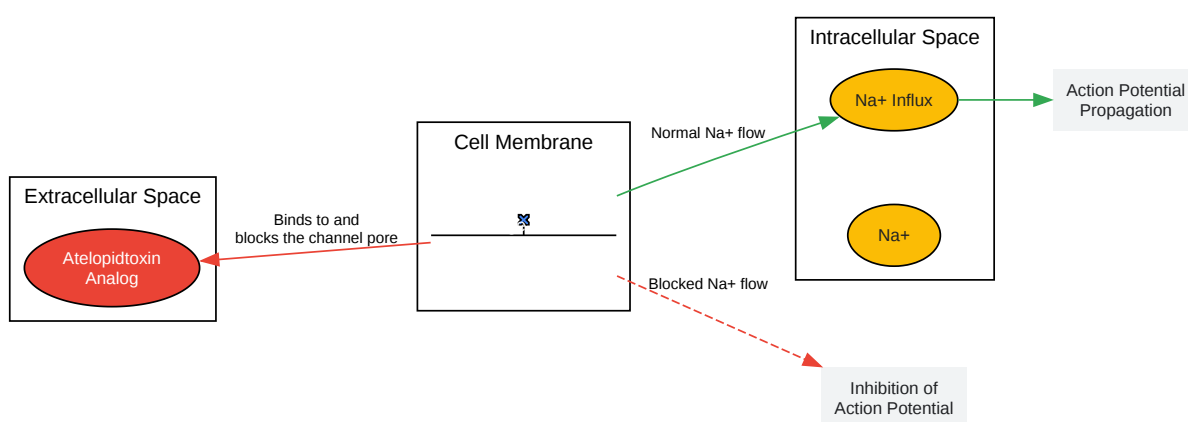 Extracellular Space
Atelopidtoxin
Analog
Binds to and
blocks the channel pore
Cell Membrane
Normal Na+ flow
Blocked Na+ flow
Intracellular Space
Na+ Influx
Na+
Action Potential
Propagation
Inhibition of
Action Potential